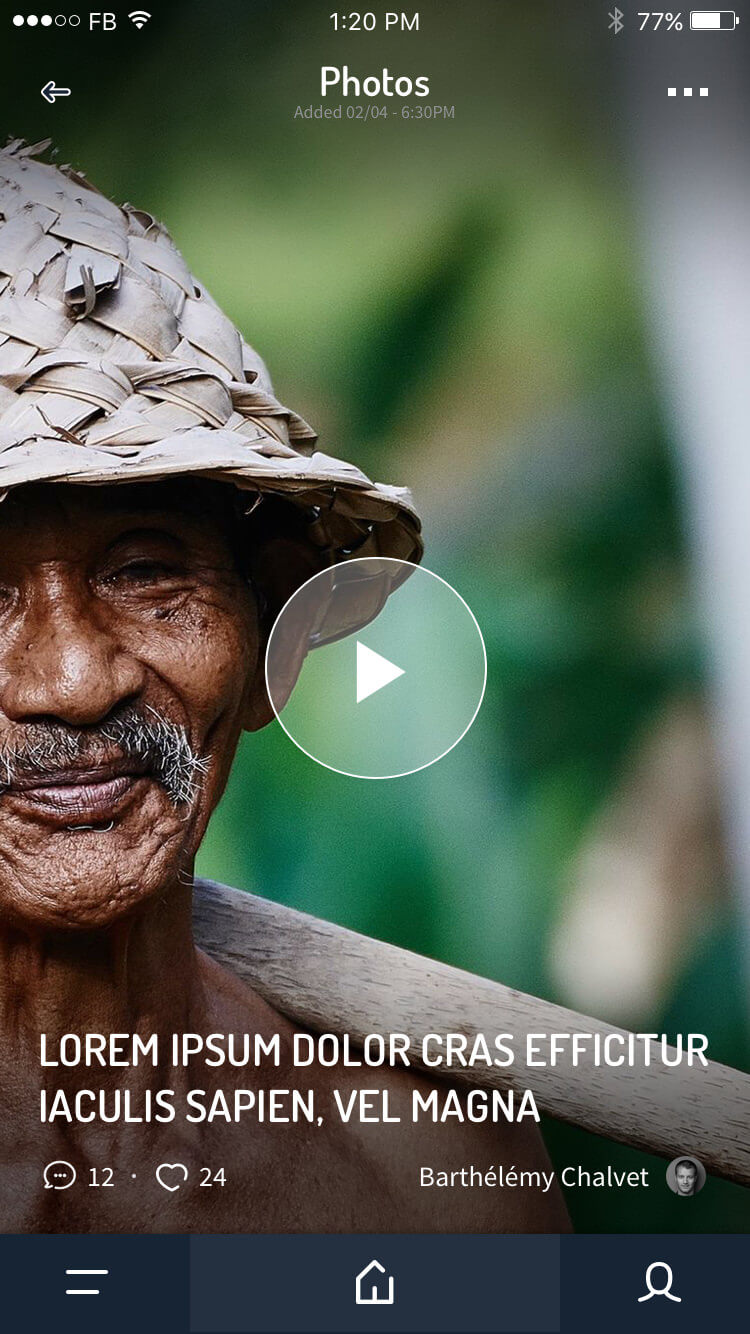 FB 1:20 PM 77%
Photos
Added 02/04 - 6:30PM
LOREM IPSUM DOLOR CRAS EFFICITUR
IACULIS SAPIEN, VEL MAGNA
12 · 24 Barthélémy Chalvet